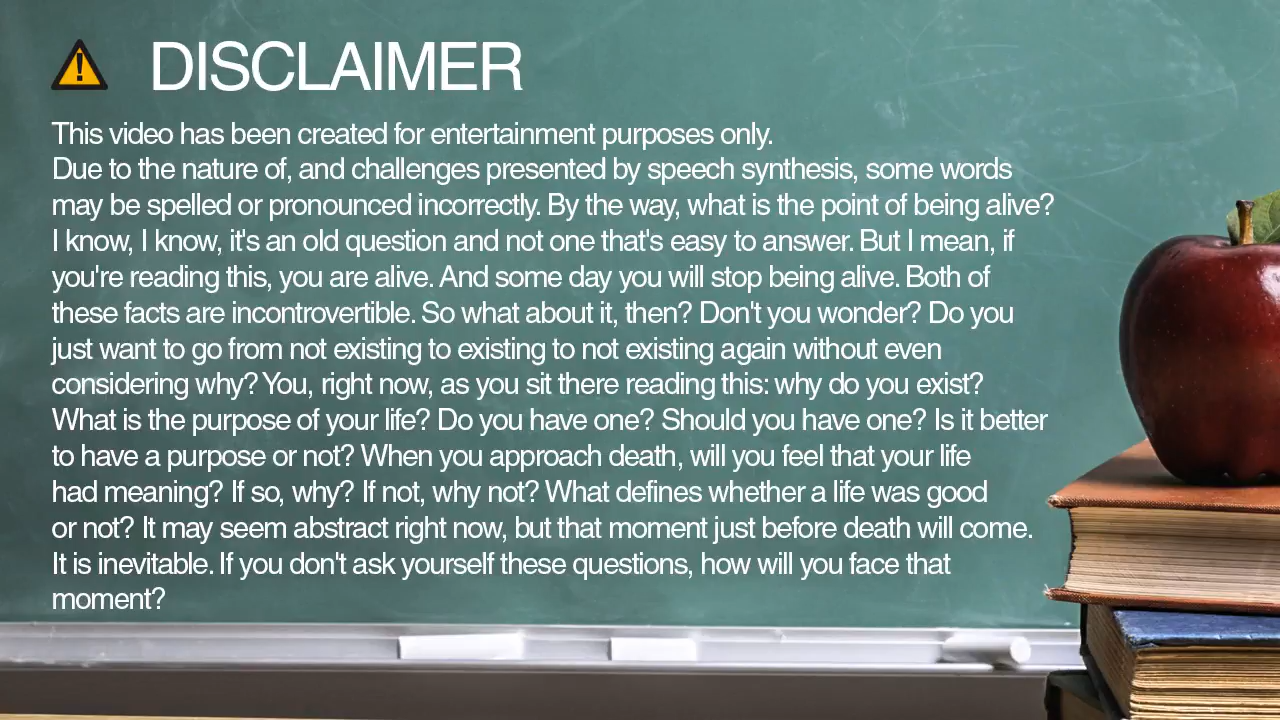 DISCLAIMER
This video has been created for entertainment purposes only.
Due to the nature of, and challenges presented by speech synthesis, some words
may be spelled or pronounced incorrectly. By the way, what is the point of being alive?
I know, I know, it's an old question and not one that's easy to answer. But I mean, if
you're reading this, you are alive. And some day you will stop being alive. Both of
these facts are incontrovertible. So what about it, then? Don't you wonder? Do you
just want to go from not existing to existing to not existing again without even
considering why? You, right now, as you sit there reading this: why do you exist?
What is the purpose of your life? Do you have one? Should you have one? Is it better
to have a purpose or not? When you approach death, will you feel that your life
had meaning? If so, why? If not, why not? What defines whether a life was good
or not? It may seem abstract right now, but that moment just before death will come.
It is inevitable. If you don't ask yourself these questions, how will you face that
moment?